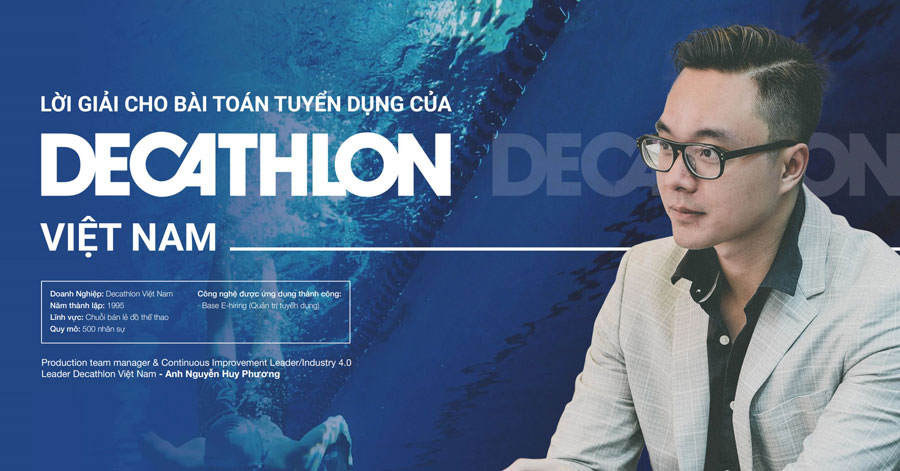 LỜI GIẢI CHO BÀI TOÁN TUYỂN DỤNG CỦA
DECATHLON
DECATHLON
VIỆT NAM
Doanh Nghiệp: Decathlon Việt Nam
Năm thành lập: 1995
Lĩnh vực: Chuỗi bán lẻ đồ thể thao
Quy mô: 500 nhân sự
Công nghệ được ứng dụng thành công:
- Base E-hiring (Quản trị tuyển dụng)
Production team manager & Continuous Improvement Leader/Industry 4.0
Leader Decathlon Việt Nam - Anh Nguyễn Huy Phương